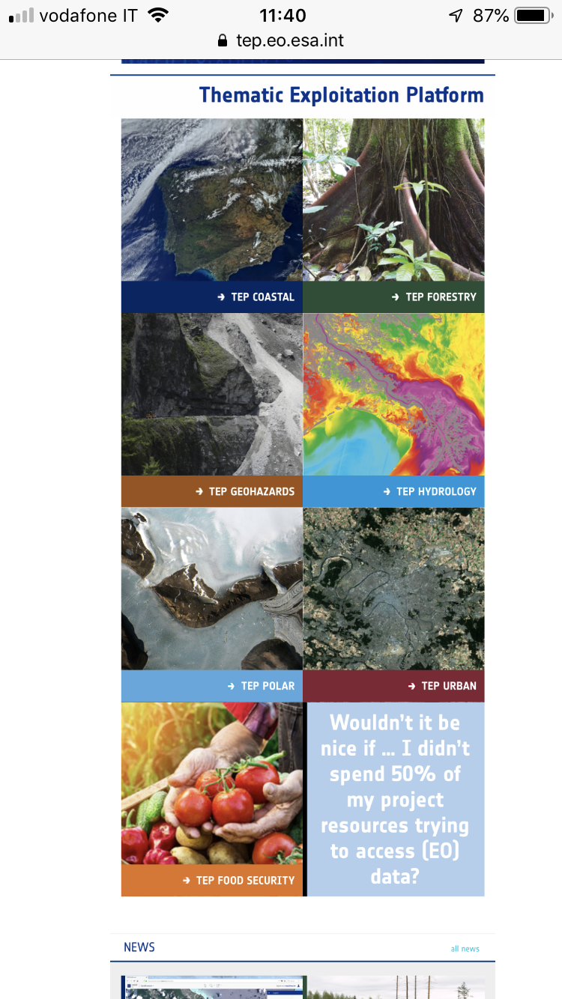 vodafone IT 11:40 87%
tep.eo.esa.int
Thematic Exploitation Platform
→ TEP COASTAL
→ TEP FORESTRY
→ TEP GEOHAZARDS
→ TEP HYDROLOGY
→ TEP POLAR
→ TEP URBAN
→ TEP FOOD SECURITY
Wouldn't it be
nice if ... I didn't
spend 50% of
my project
resources trying
to access (EO)
data?
NEWS
all news